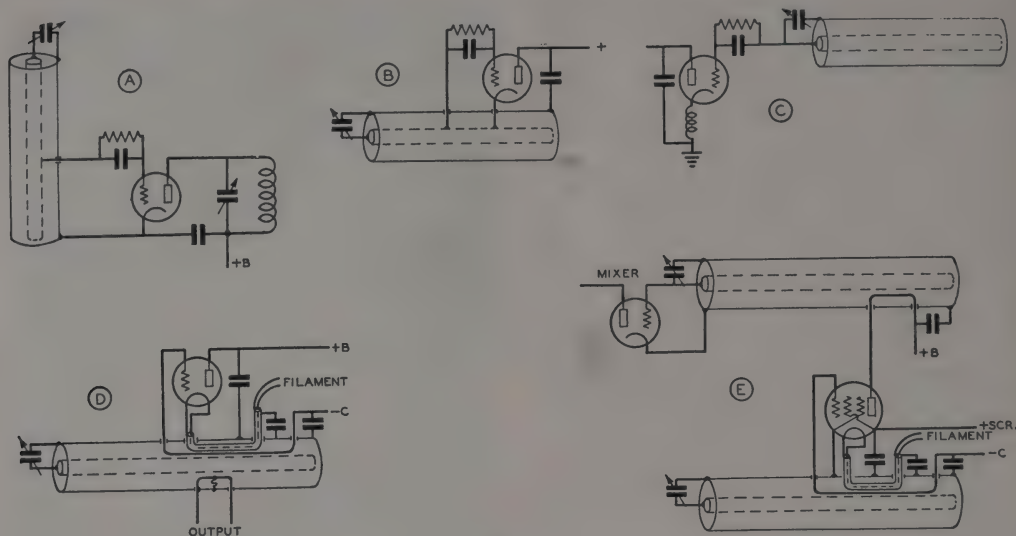 A
B
+
C
+B
MIXER
+B
D
+B
FILAMENT
-C
OUTPUT
E
+SCR.
FILAMENT
-C